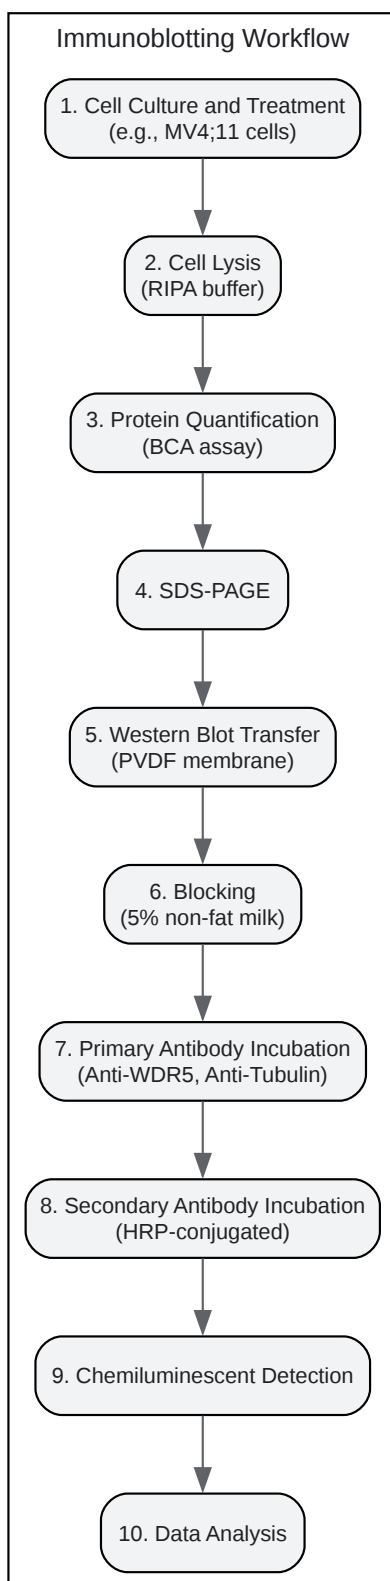 Immunoblotting Workflow
1. Cell Culture and Treatment
(e.g., MV4;11 cells)
2. Cell Lysis
(RIPA buffer)
3. Protein Quantification
(BCA assay)
4. SDS-PAGE
5. Western Blot Transfer
(PVDF membrane)
6. Blocking
(5% non-fat milk)
7. Primary Antibody Incubation
(Anti-WDR5, Anti-Tubulin)
8. Secondary Antibody Incubation
(HRP-conjugated)
9. Chemiluminescent Detection
10. Data Analysis